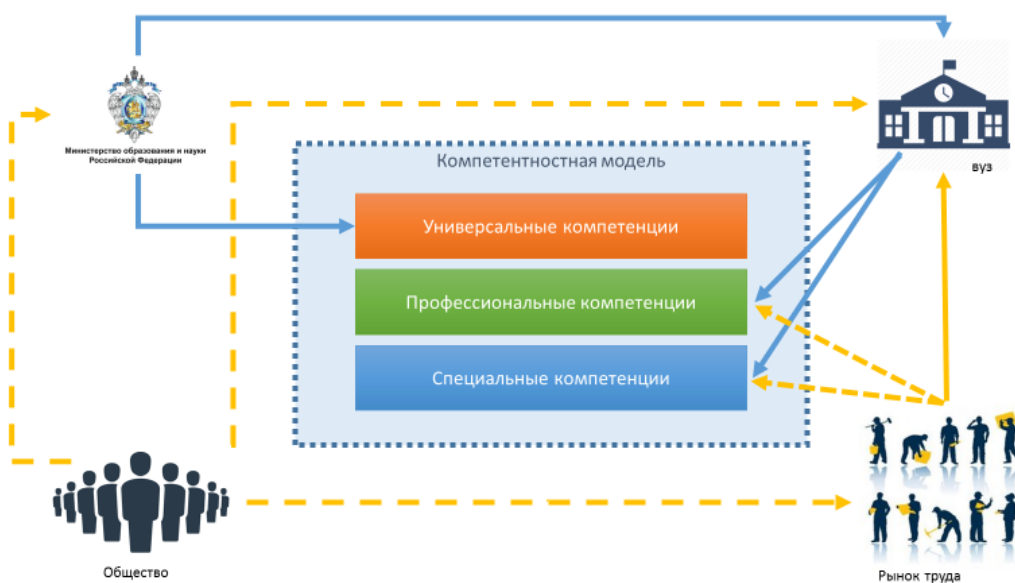 Министерство образования и науки
Российской Федерации
вуз
Компетентностная модель
Универсальные компетенции
Профессиональные компетенции
Специальные компетенции
Общество
Рынок труда